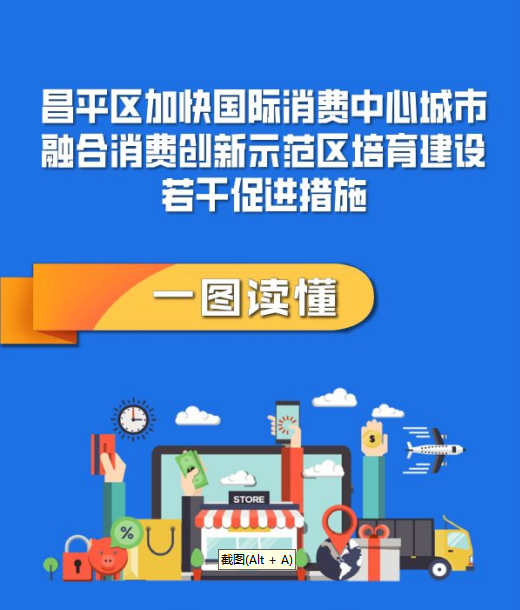 昌平区加快国际消费中心城市
融合消费创新示范区培育建设
若干促进措施
一图读懂
$
STORE
%
截图(Alt + A)